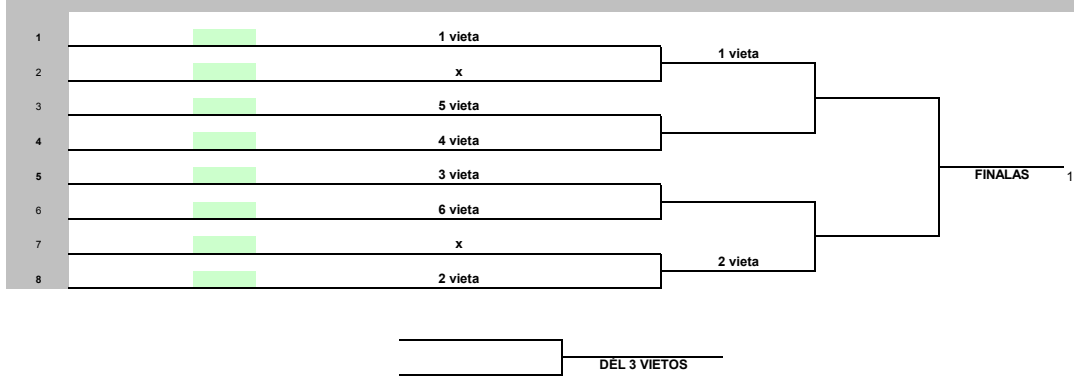 1 1 vieta
1 vieta
2 x
3 5 vieta
4 4 vieta
5 3 vieta
FINALAS 1
6 6 vieta
7 x
2 vieta
8 2 vieta
DĖL 3 VIETOS